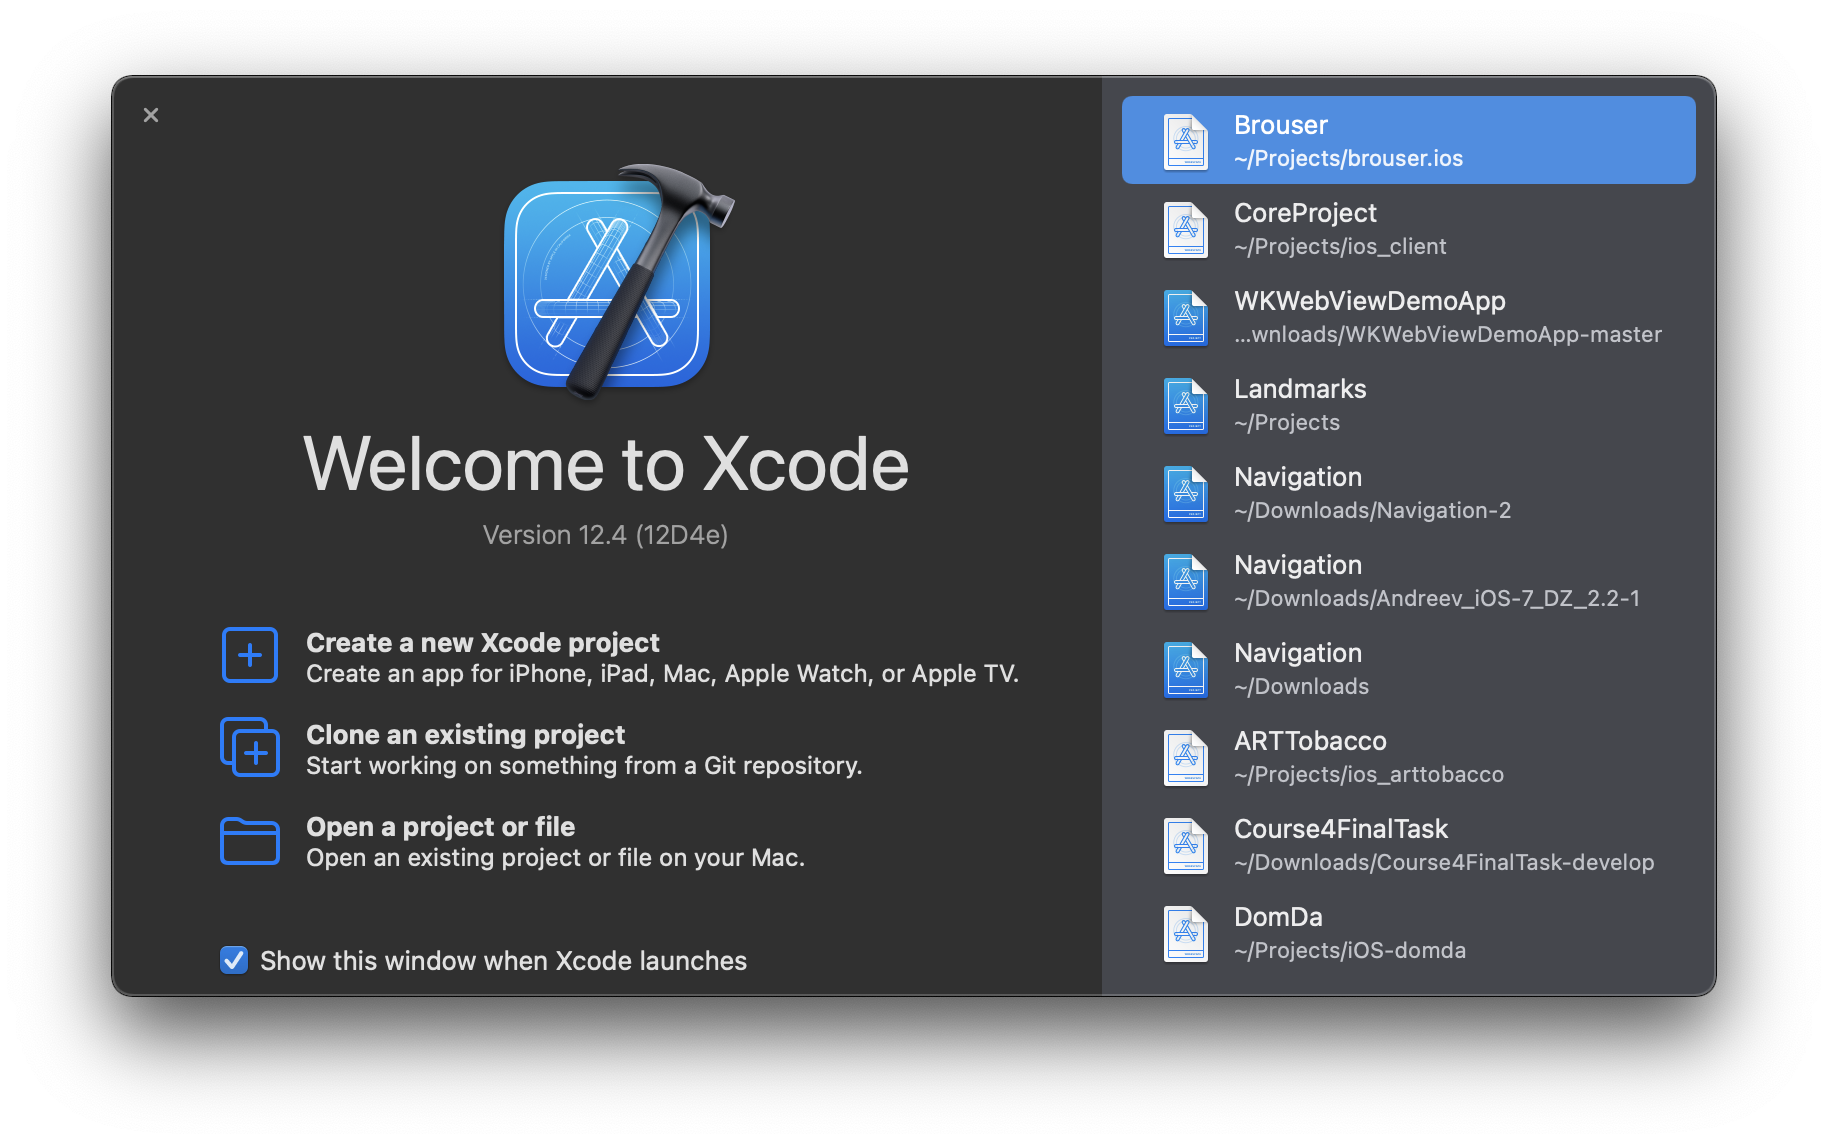 Welcome to Xcode
Version 12.4 (12D4e)
Create a new Xcode project
Create an app for iPhone, iPad, Mac, Apple Watch, or Apple TV.
Clone an existing project
Start working on something from a Git repository.
Open a project or file
Open an existing project or file on your Mac.
Show this window when Xcode launches
Brouser
~/Projects/brouser.ios
CoreProject
~/Projects/ios_client
WKWebViewDemoApp
...wnloads/WKWebViewDemoApp-master
Landmarks
~/Projects
Navigation
~/Downloads/Navigation-2
Navigation
~/Downloads/Andreev_iOS-7_DZ_2.2-1
Navigation
~/Downloads
ARTTobacco
~/Projects/ios_arttobacco
Course4FinalTask
~/Downloads/Course4FinalTask-develop
DomDa
~/Projects/iOS-domda